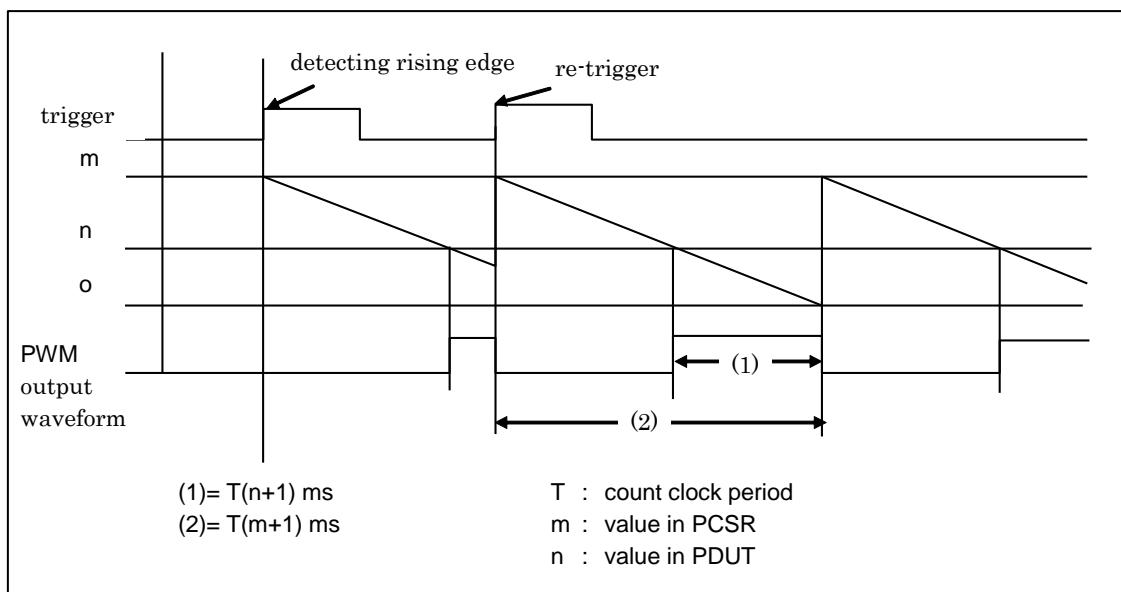 detecting rising edge
re-trigger
trigger
m
n
o
PWM
output
waveform
(1)
(2)
(1)= T(n+1) ms
(2)= T(m+1) ms
T : count clock period
m : value in PCSR
n : value in PDUT